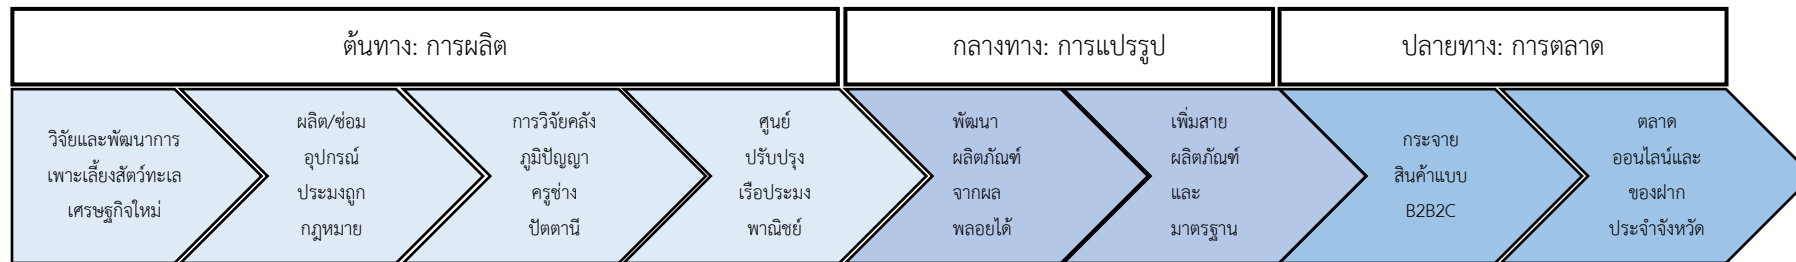 ต้นทาง: การผลิต
กลางทาง: การแปรรูป
ปลายทาง: การตลาด
วิจัยและพัฒนาการ
เพาะเลี้ยงสัตว์ทะเล
เศรษฐกิจใหม่
ผลิต/ซ่อม
อุปกรณ์
ประมงถูก
กฎหมาย
การวิจัยคลัง
ภูมิปัญญา
ครูช่าง
ปัตตานี
ศูนย์
ปรับปรุง
เรือประมง
พาณิชย์
พัฒนา
ผลิตภัณฑ์
จากผล
พลอยได้
เพิ่มสาย
ผลิตภัณฑ์
และ
มาตรฐาน
กระจาย
สินค้าแบบ
B2B2C
ตลาด
ออนไลน์และ
ของฝาก
ประจำจังหวัด